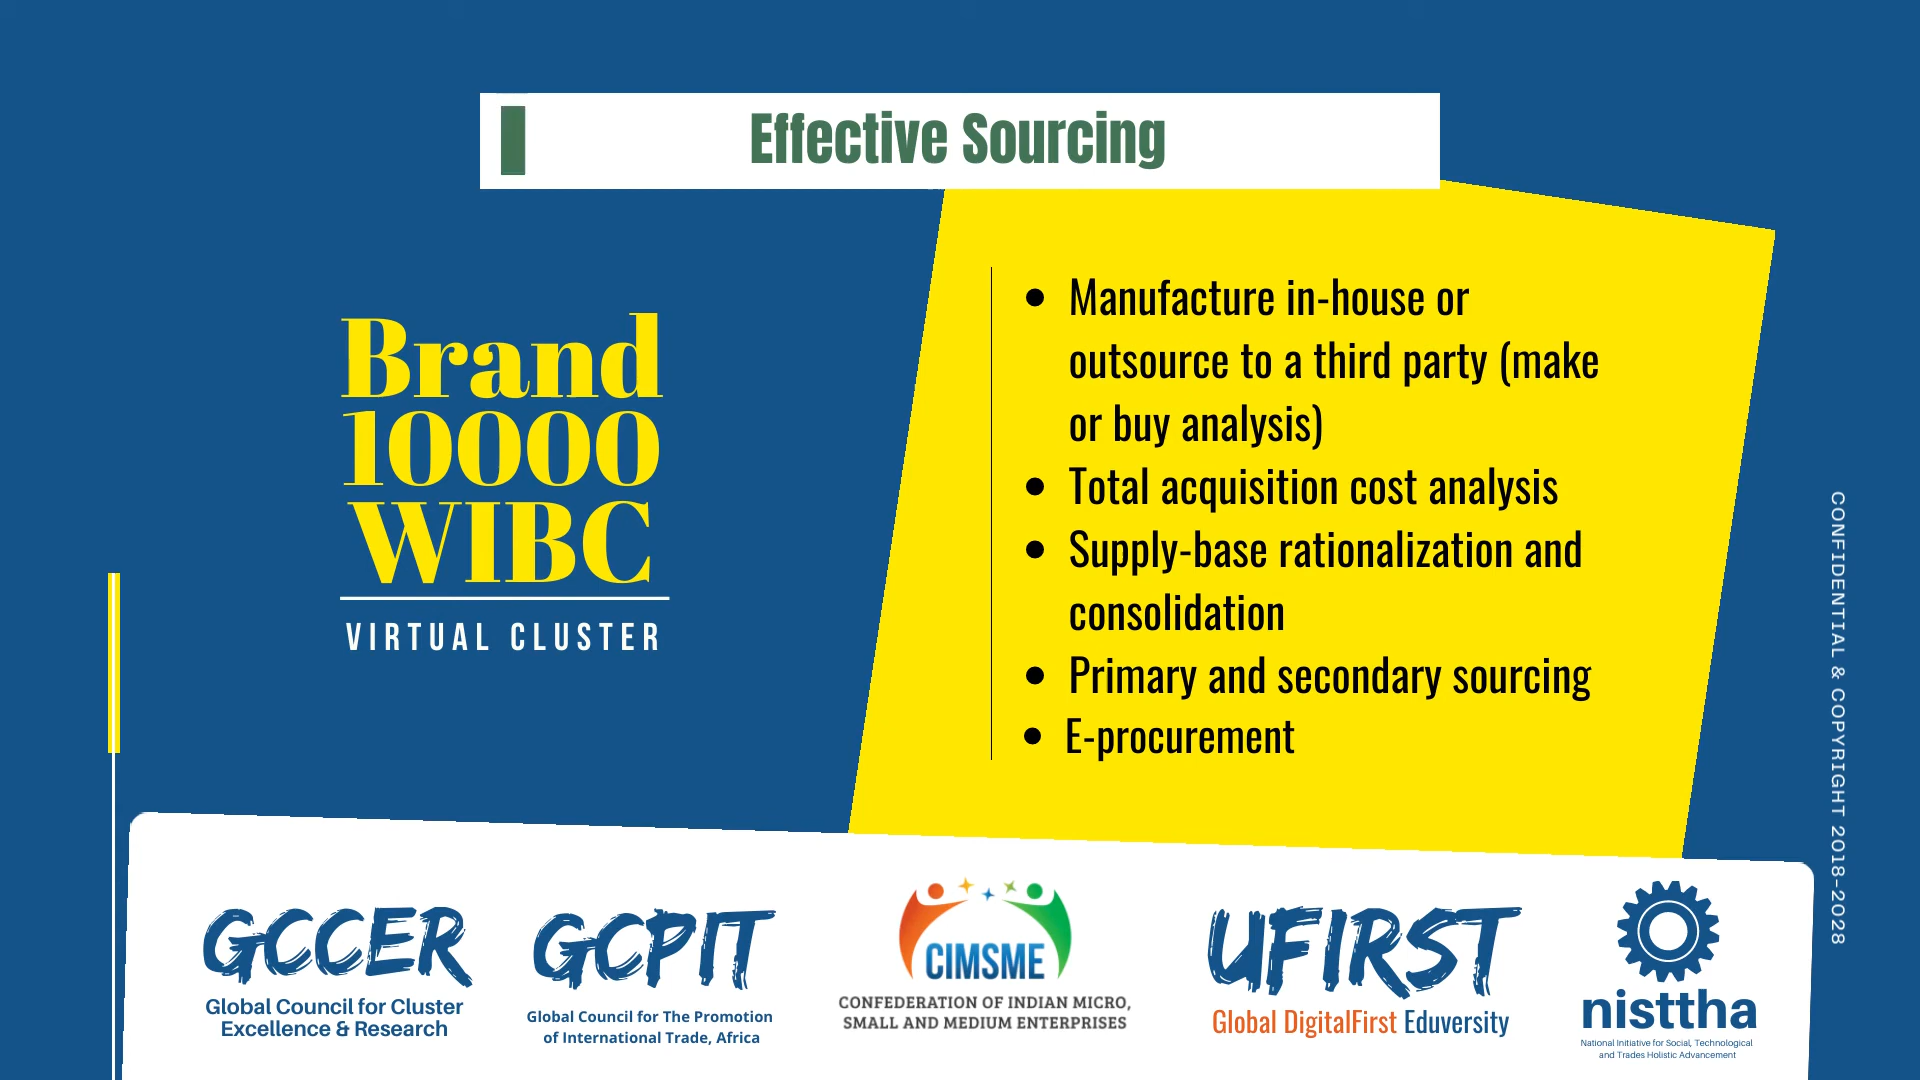 Effective Sourcing
Brand
10000
WIBC
VIRTUAL CLUSTER
• Manufacture in-house or
outsource to a third party (make
or buy analysis)
• Total acquisition cost analysis
• Supply-base rationalization and
consolidation
• Primary and secondary sourcing
• E-procurement
CONFIDENTIAL & COPYRIGHT 2018-2028
GCCER
Global Council for Cluster
Excellence & Research
GCPIT
Global Council for The Promotion
of International Trade, Africa
CIMSME
CONFEDERATION OF INDIAN MICRO,
SMALL AND MEDIUM ENTERPRISES
UFIRST
Global DigitalFirst Eduversity
nisttha
National Initiative for Social, Technological
and Trades Holistic Advancement